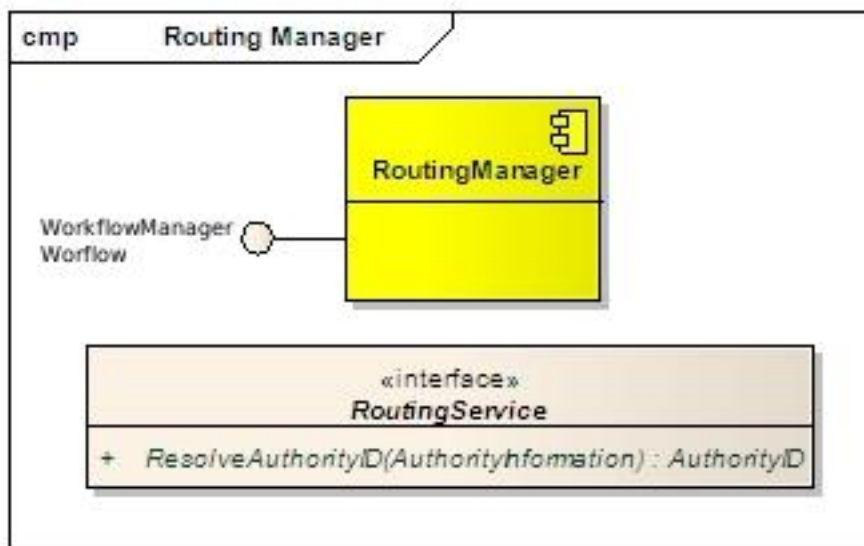 cmp Routing Manager
RoutingManager
WorkflowManager
Worflow
«interface»
RoutingService
+ ResolveAuthorityID(AuthorityInformation) : AuthorityID